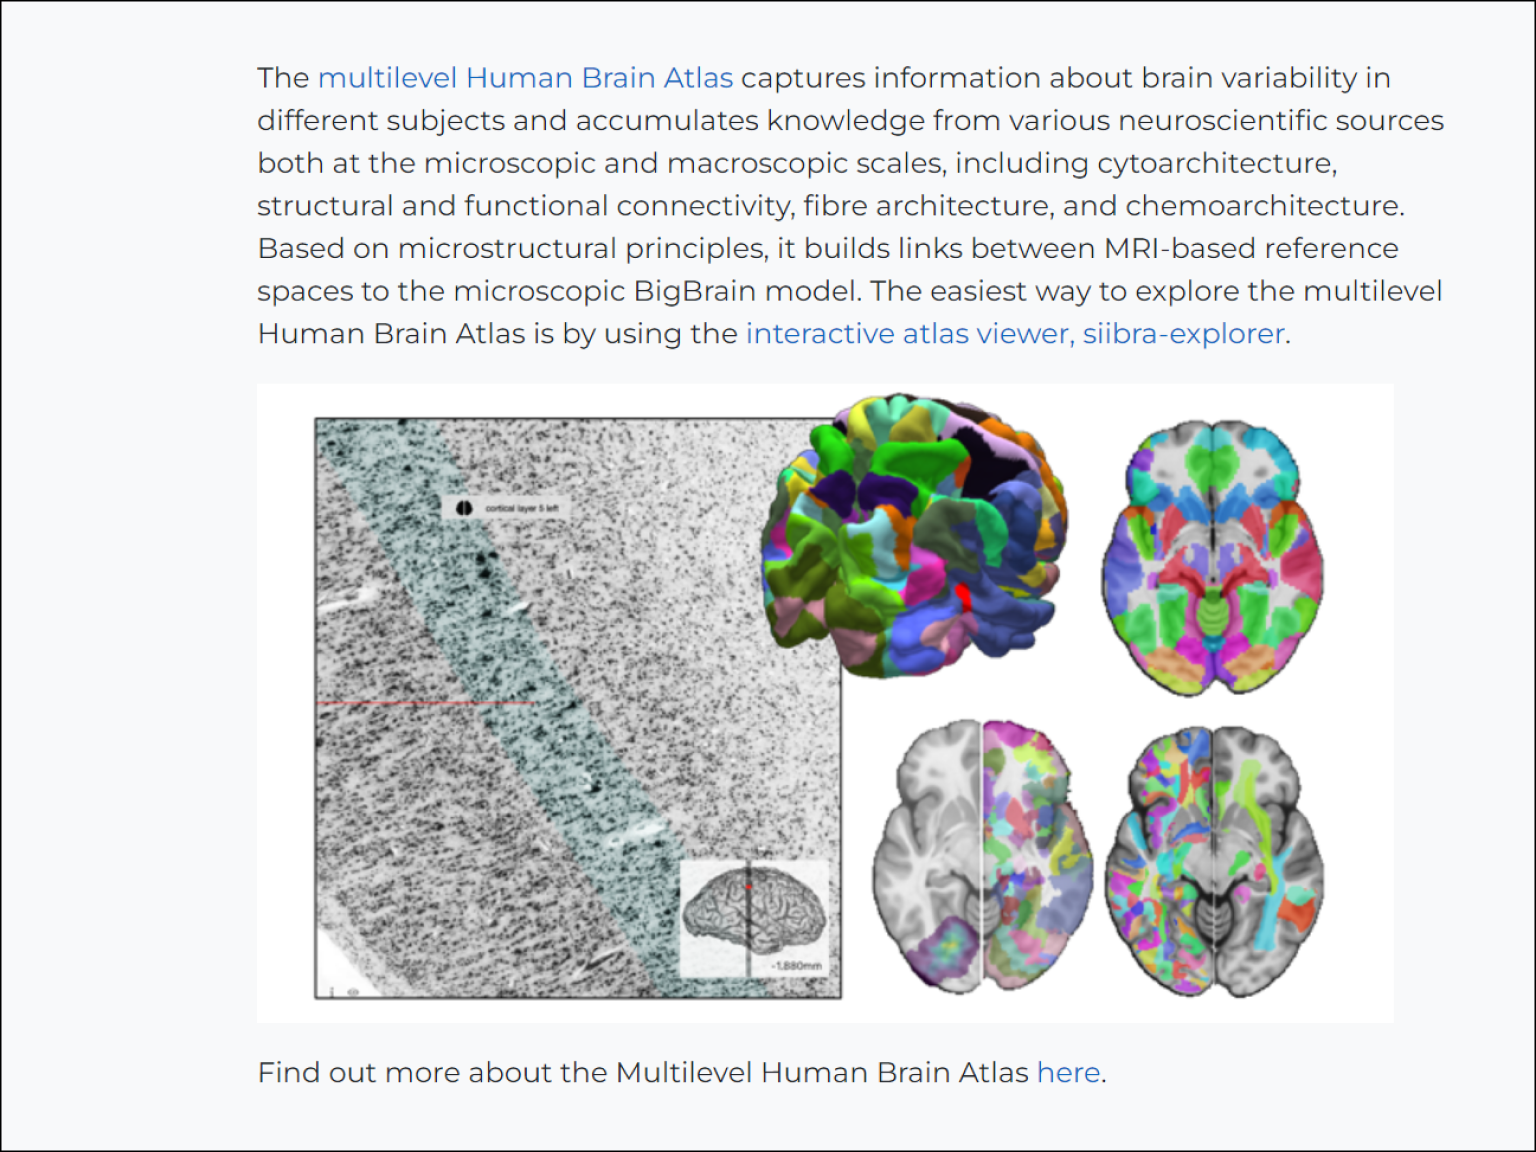 The multilevel Human Brain Atlas captures information about brain variability in
different subjects and accumulates knowledge from various neuroscientific sources
both at the microscopic and macroscopic scales, including cytoarchitecture,
structural and functional connectivity, fibre architecture, and chemoarchitecture.
Based on microstructural principles, it builds links between MRI-based reference
spaces to the microscopic BigBrain model. The easiest way to explore the multilevel
Human Brain Atlas is by using the interactive atlas viewer, siibra-explorer.
cortical layer 5 left
-1.880mm
Find out more about the Multilevel Human Brain Atlas here.